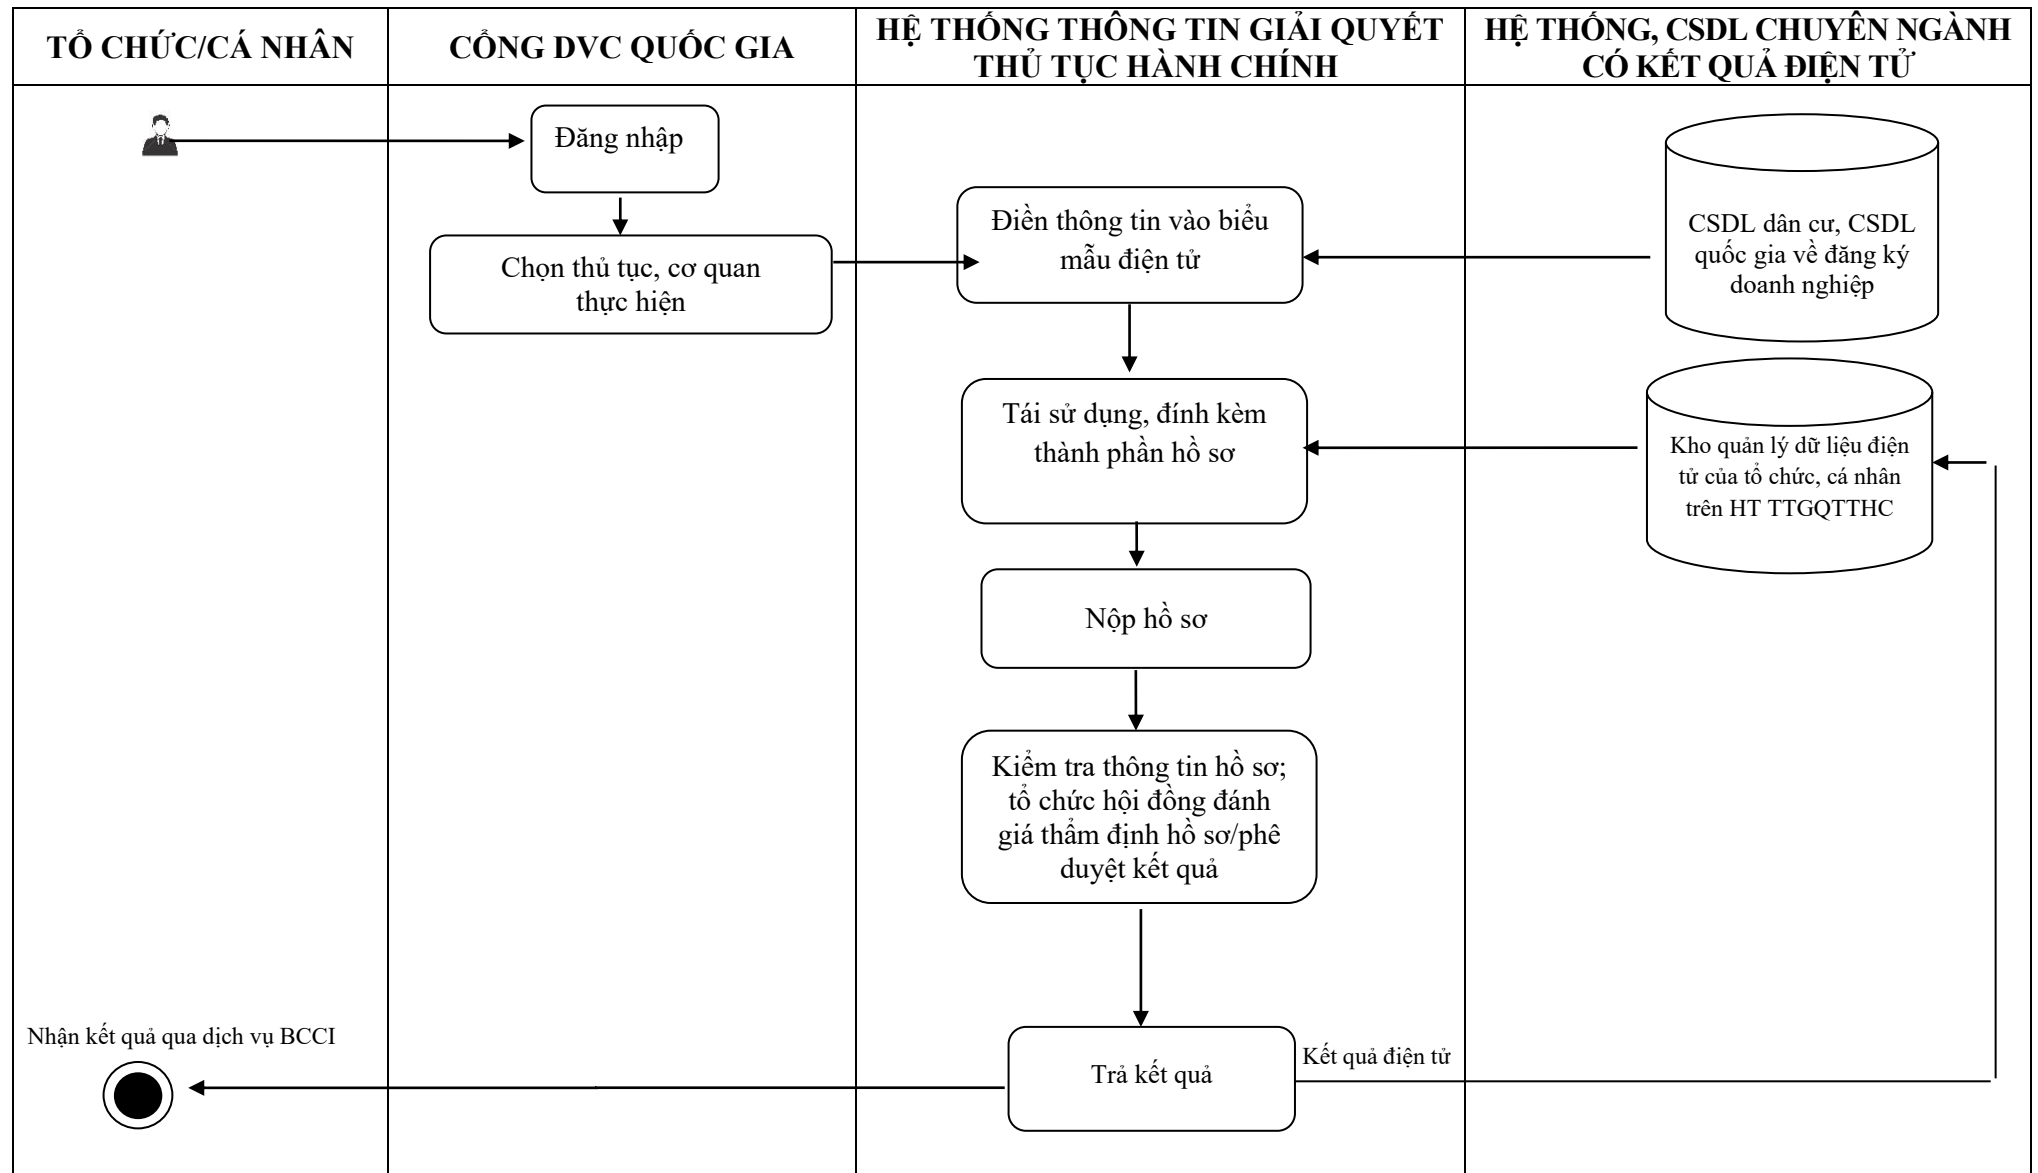 TỔ CHỨC/CÁ NHÂN
CỔNG DVC QUỐC GIA
HỆ THỐNG THÔNG TIN GIẢI QUYẾT
THỦ TỤC HÀNH CHÍNH
HỆ THỐNG, CSDL CHUYÊN NGÀNH
CÓ KẾT QUẢ ĐIỆN TỬ
Đăng nhập
Chọn thủ tục, cơ quan
thực hiện
Điền thông tin vào biểu
mẫu điện tử
CSDL dân cư, CSDL
quốc gia về đăng ký
doanh nghiệp
Tái sử dụng, đính kèm
thành phần hồ sơ
Kho quản lý dữ liệu điện
tử của tổ chức, cá nhân
trên HT TTGQTTHC
Nộp hồ sơ
Kiểm tra thông tin hồ sơ;
tổ chức hội đồng đánh
giá thẩm định hồ sơ/phê
duyệt kết quả
Nhận kết quả qua dịch vụ BCCI
Trả kết quả
Kết quả điện tử